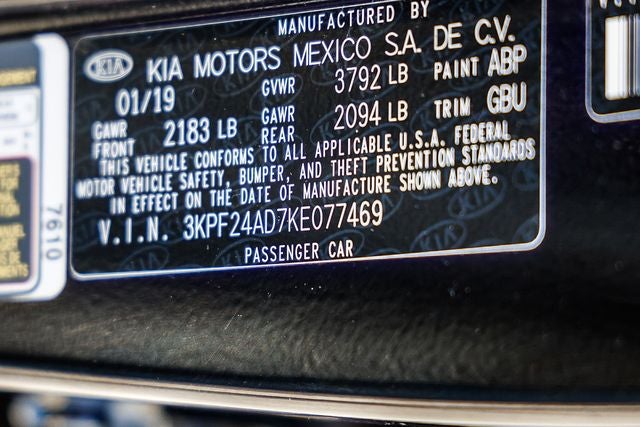 MANUFACTURED BY
KIA KIA MOTORS MEXICO S.A. DE C.V.
01/19 GVWR 3792 LB PAINT ABP
GAWR FRONT 2183 LB GAWR REAR 2094 LB TRIM GBU
THIS VEHICLE CONFORMS TO ALL APPLICABLE U.S.A. FEDERAL
MOTOR VEHICLE SAFETY, BUMPER, AND THEFT PREVENTION STANDARDS
IN EFFECT ON THE DATE OF MANUFACTURE SHOWN ABOVE.
V.I.N. 3KPF24AD7KE077469
PASSENGER CAR
7610